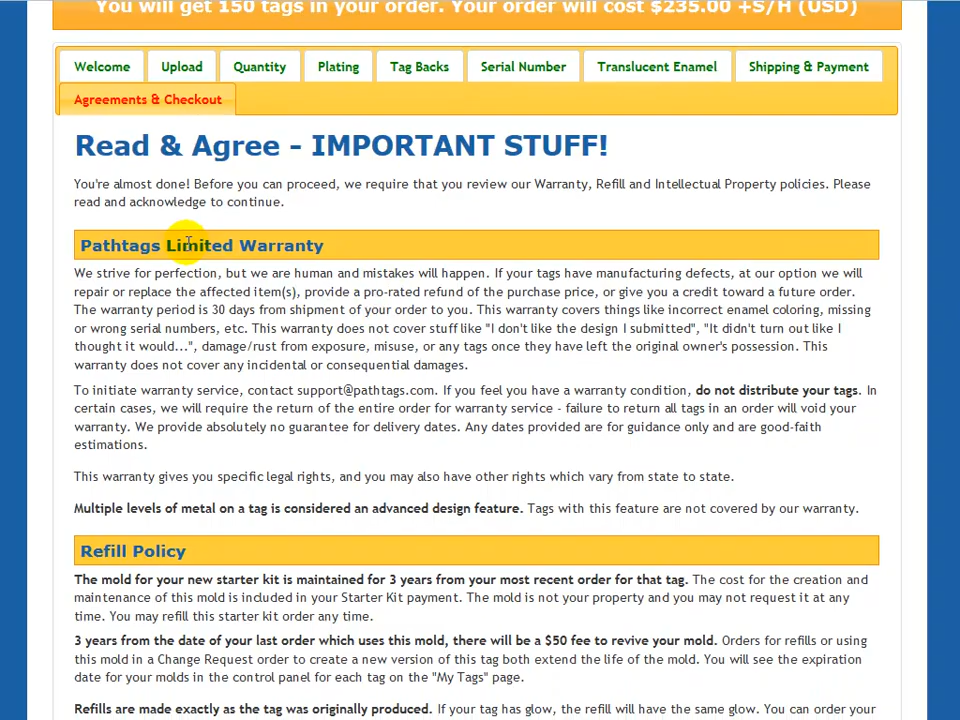 You will get 150 tags in your order. Your order will cost $235.00 +S/H (USD)
Welcome
Upload
Quantity
Plating
Tag Backs
Serial Number
Translucent Enamel
Shipping & Payment
Agreements & Checkout
Read & Agree - IMPORTANT STUFF!
You're almost done! Before you can proceed, we require that you review our Warranty, Refill and Intellectual Property policies. Please
read and acknowledge to continue.
Pathtags Limited Warranty
We strive for perfection, but we are human and mistakes will happen. If your tags have manufacturing defects, at our option we will
repair or replace the affected item(s), provide a pro-rated refund of the purchase price, or give you a credit toward a future order.
The warranty period is 30 days from shipment of your order to you. This warranty covers things like incorrect enamel coloring, missing
or wrong serial numbers, etc. This warranty does not cover stuff like "I don't like the design I submitted", "It didn't turn out like I
thought it would...", damage/rust from exposure, misuse, or any tags once they have left the original owner's possession. This
warranty does not cover any incidental or consequential damages.
To initiate warranty service, contact support@pathtags.com. If you feel you have a warranty condition, do not distribute your tags. In
certain cases, we will require the return of the entire order for warranty service - failure to return all tags in an order will void your
warranty. We provide absolutely no guarantee for delivery dates. Any dates provided are for guidance only and are good-faith
estimations.
This warranty gives you specific legal rights, and you may also have other rights which vary from state to state.
Multiple levels of metal on a tag is considered an advanced design feature. Tags with this feature are not covered by our warranty.
Refill Policy
The mold for your new starter kit is maintained for 3 years from your most recent order for that tag. The cost for the creation and
maintenance of this mold is included in your Starter Kit payment. The mold is not your property and you may not request it at any
time. You may refill this starter kit order any time.
3 years from the date of your last order which uses this mold, there will be a $50 fee to revive your mold. Orders for refills or using
this mold in a Change Request order to create a new version of this tag both extend the life of the mold. You will see the expiration
date for your molds in the control panel for each tag on the "My Tags" page.
Refills are made exactly as the tag was originally produced. If your tag has glow, the refill will have the same glow. You can order your